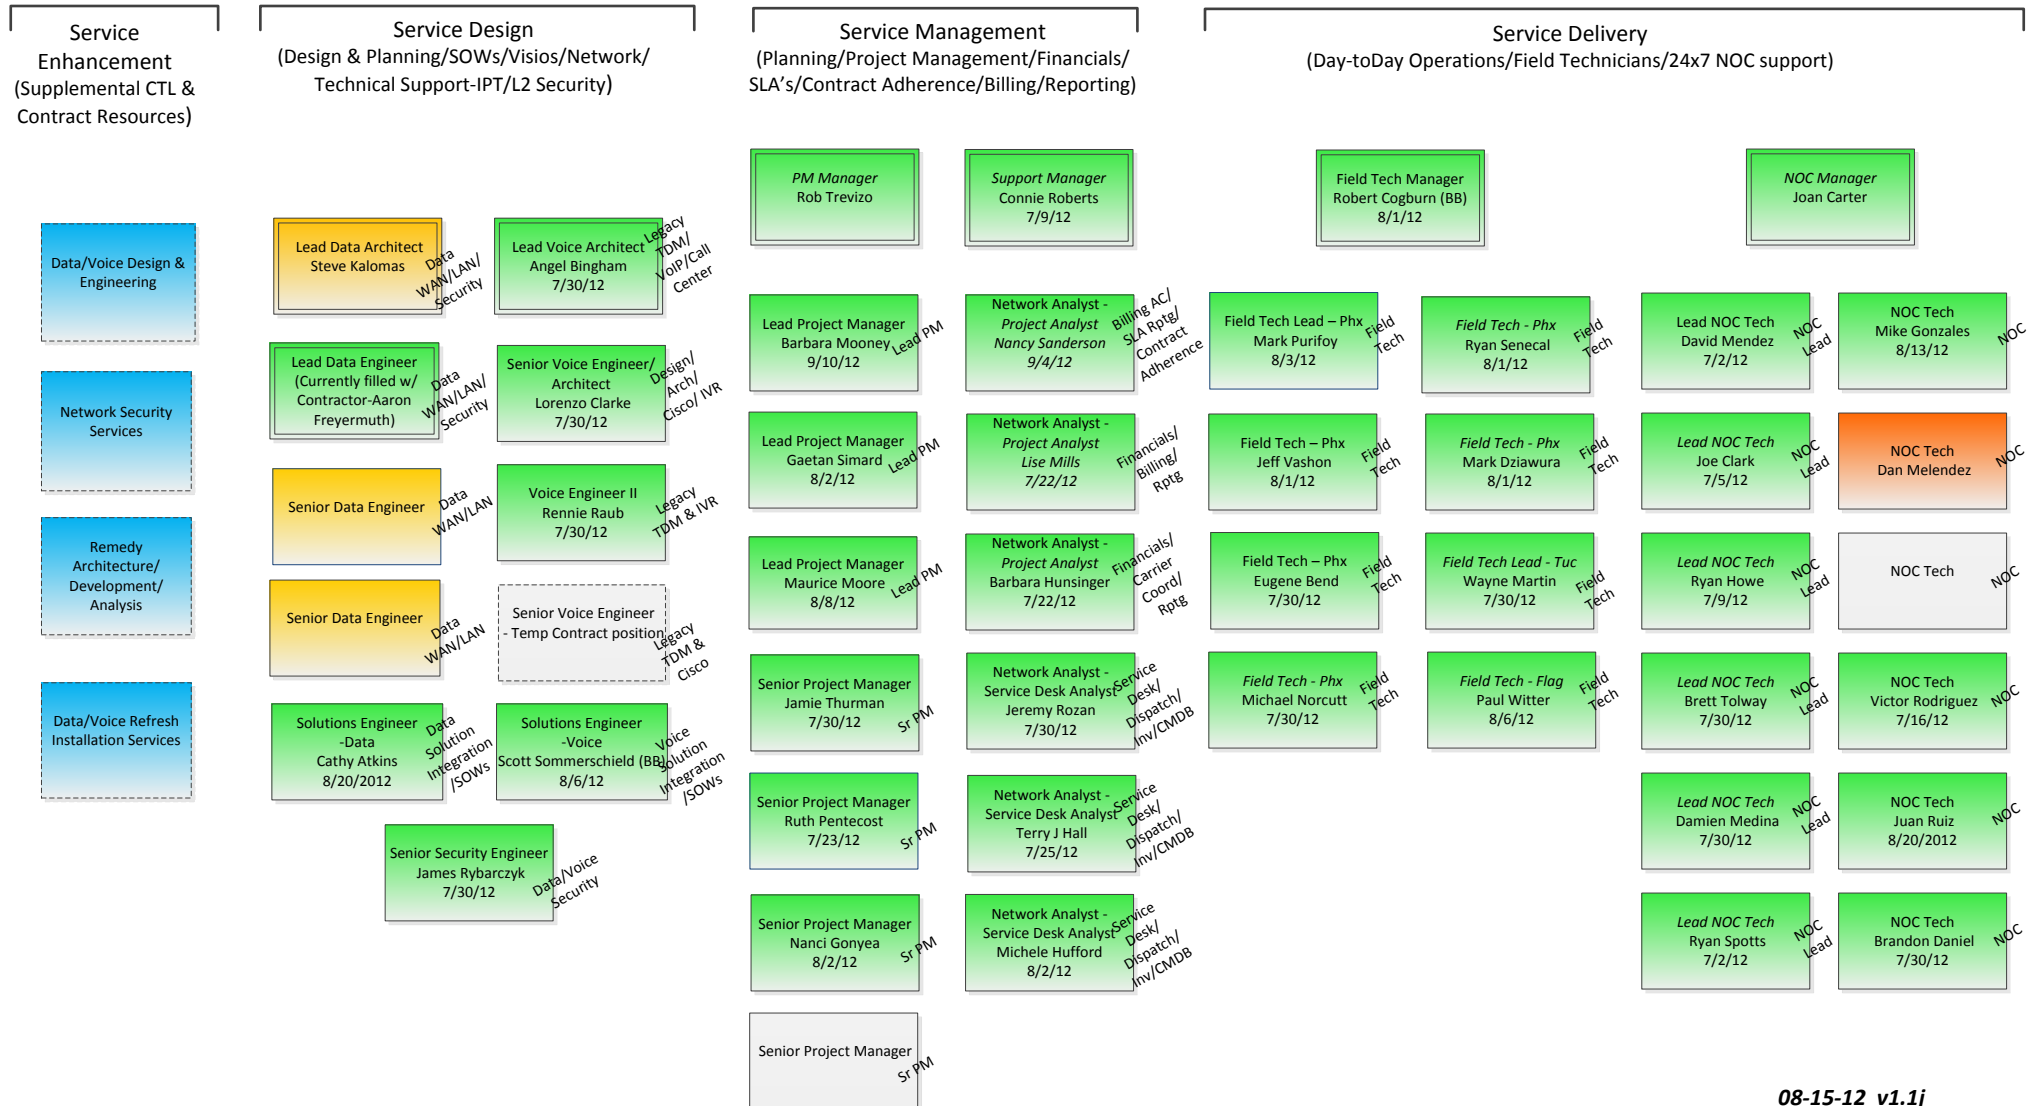 Service
Enhancement
(Supplemental CTL &
Contract Resources)
Data/Voice Design &
Engineering
Network Security
Services
Remedy
Architecture/
Development/
Analysis
Data/Voice Refresh
Installation Services
Service Design
(Design & Planning/SOWs/Visios/Network/
Technical Support-IPT/L2 Security)
Lead Data Architect
Steve Kalomas
Data
WAN/LAN/
Security
Lead Voice Architect
Angel Bingham
7/30/12
Legacy
TDM/
VoIP/Call
Center
Lead Data Engineer
(Currently filled w/
Contractor-Aaron
Freyermuth)
Data
WAN/LAN/
Security
Senior Voice Engineer/
Architect
Lorenzo Clarke
7/30/12
Design/
Arch/
Cisco/ IVR
Senior Data Engineer
Data
WAN/LAN
Voice Engineer II
Rennie Raub
7/30/12
Legacy
TDM & IVR
Senior Data Engineer
Data
WAN/LAN
Senior Voice Engineer
- Temp Contract position
Legacy
TDM &
Cisco
Solutions Engineer
-Data
Cathy Atkins
8/20/2012
Data
Solution
Integration
/SOWs
Solutions Engineer
-Voice
Scott Sommerschield (BB)
8/6/12
Voice
Solution
Integration
/SOWs
Senior Security Engineer
James Rybarczyk
7/30/12
Data/Voice
Security
Service Management
(Planning/Project Management/Financials/
SLA's/Contract Adherence/Billing/Reporting)
PM Manager
Rob Trevizo
Support Manager
Connie Roberts
7/9/12
Lead Project Manager
Barbara Mooney
9/10/12
Lead PM
Network Analyst -
Project Analyst
Nancy Sanderson
9/4/12
Billing AC/
SLA Rptg/
Contract
Adherence
Lead Project Manager
Gaetan Simard
8/2/12
Lead PM
Network Analyst -
Project Analyst
Lise Mills
7/22/12
Financials/
Billing/
Rptg
Lead Project Manager
Maurice Moore
8/8/12
Lead PM
Network Analyst -
Project Analyst
Barbara Hunsinger
7/22/12
Financials/
Carrier
Coord/
Rptg
Senior Project Manager
Jamie Thurman
7/30/12
Sr PM
Network Analyst -
Service Desk Analyst
Jeremy Rozan
7/30/12
Service
Desk/
Dispatch/
Inv/CMDB
Senior Project Manager
Ruth Pentecost
7/23/12
Sr PM
Network Analyst -
Service Desk Analyst
Terry J Hall
7/25/12
Service
Desk/
Dispatch/
Inv/CMDB
Senior Project Manager
Nanci Gonyea
8/2/12
Sr PM
Network Analyst -
Service Desk Analyst
Michele Hufford
8/2/12
Service
Desk/
Dispatch/
Inv/CMDB
Senior Project Manager
Sr PM
Service Delivery
(Day-toDay Operations/Field Technicians/24x7 NOC support)
Field Tech Manager
Robert Cogburn (BB)
8/1/12
NOC Manager
Joan Carter
Field Tech Lead – Phx
Mark Purifoy
8/3/12
Field
Tech
Field Tech - Phx
Ryan Senecal
8/1/12
Field
Tech
Lead NOC Tech
David Mendez
7/2/12
NOC
Lead
NOC Tech
Mike Gonzales
8/13/12
NOC
Field Tech – Phx
Jeff Vashon
8/1/12
Field
Tech
Field Tech - Phx
Mark Dziawura
8/1/12
Field
Tech
Lead NOC Tech
Joe Clark
7/5/12
NOC
Lead
NOC Tech
Dan Melendez
NOC
Field Tech – Phx
Eugene Bend
7/30/12
Field
Tech
Field Tech Lead - Tuc
Wayne Martin
7/30/12
Field
Tech
Lead NOC Tech
Ryan Howe
7/9/12
NOC
Lead
NOC Tech
NOC
Field Tech - Phx
Michael Norcutt
7/30/12
Field
Tech
Field Tech - Flag
Paul Witter
8/6/12
Field
Tech
Lead NOC Tech
Brett Tolway
7/30/12
NOC
Lead
NOC Tech
Victor Rodriguez
7/16/12
NOC
Lead NOC Tech
Damien Medina
7/30/12
NOC
Lead
NOC Tech
Juan Ruiz
8/20/2012
NOC
Lead NOC Tech
Ryan Spotts
7/2/12
NOC
Lead
NOC Tech
Brandon Daniel
7/30/12
NOC
08-15-12 v1.1j